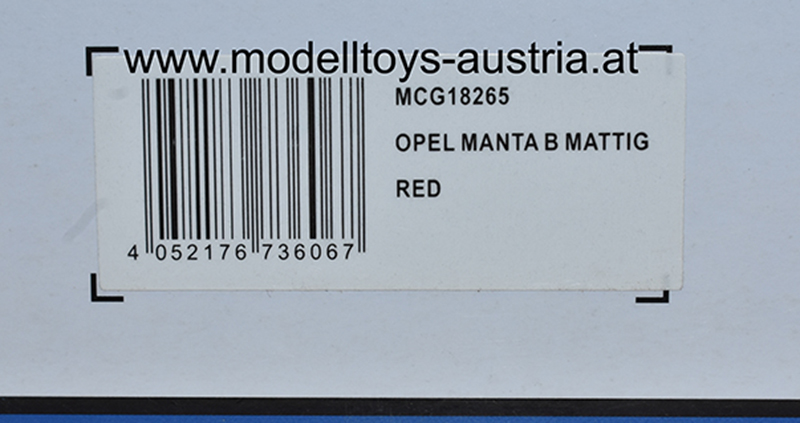 www.modelltoys-austria.at
MCG18265
OPEL MANTA B MATTIG
RED
4 052176 736067